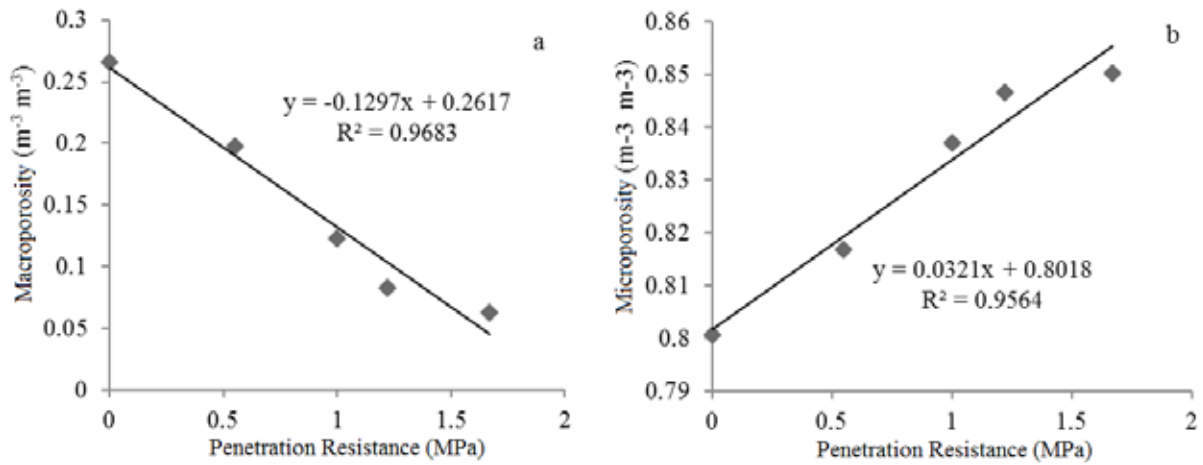 0.3
0.25
0.2
0.15
0.1
0.05
0
0
0.5
1
1.5
2
Macroporosity (m⁻³ m⁻³)
Penetration Resistance (MPa)
a
y = -0.1297x + 0.2617
R² = 0.9683
0.86
0.85
0.84
0.83
0.82
0.81
0.8
0.79
0
0.5
1
1.5
2
Microporosity (m-3 m-3)
Penetration Resistance (MPa)
b
y = 0.0321x + 0.8018
R² = 0.9564